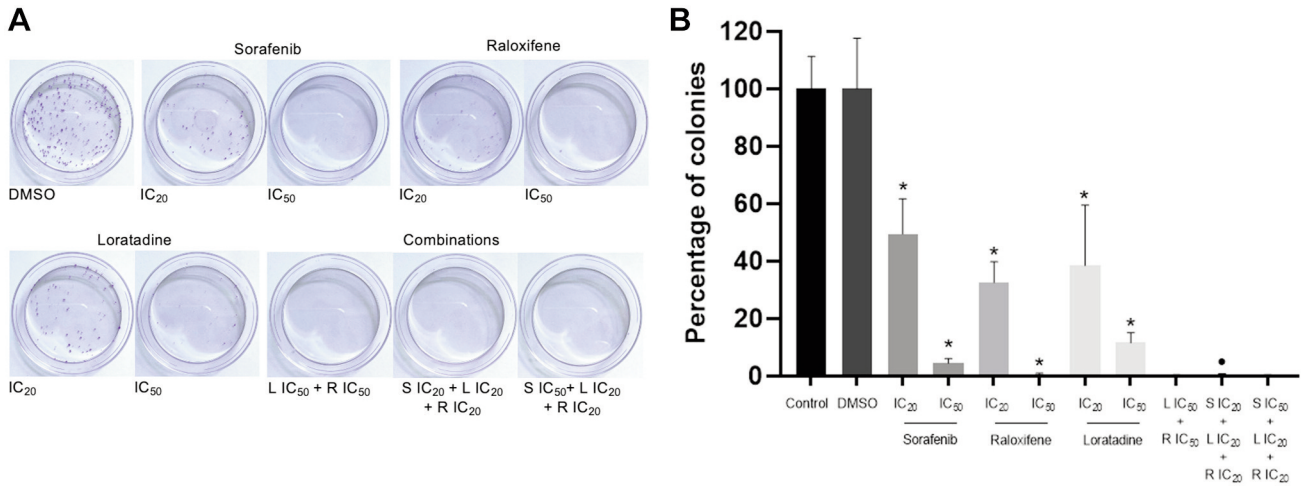 A
Sorafenib
Raloxifene
DMSO
IC20
IC50
IC20
IC50
Loratadine
Combinations
IC20
IC50
L IC50 + R IC50
S IC20 + L IC20
+ R IC20
S IC50+ L IC20
+ R IC20
B
Percentage of colonies
120
100
80
60
40
20
0
*
*
*
*
*
*
•
Control
DMSO
IC20
IC50
IC20
IC50
IC20
IC50
Sorafenib
Raloxifene
Loratadine
L IC50
+
R IC50
S IC20
+
L IC20
+
R IC20
S IC50
+
L IC20
+
R IC20